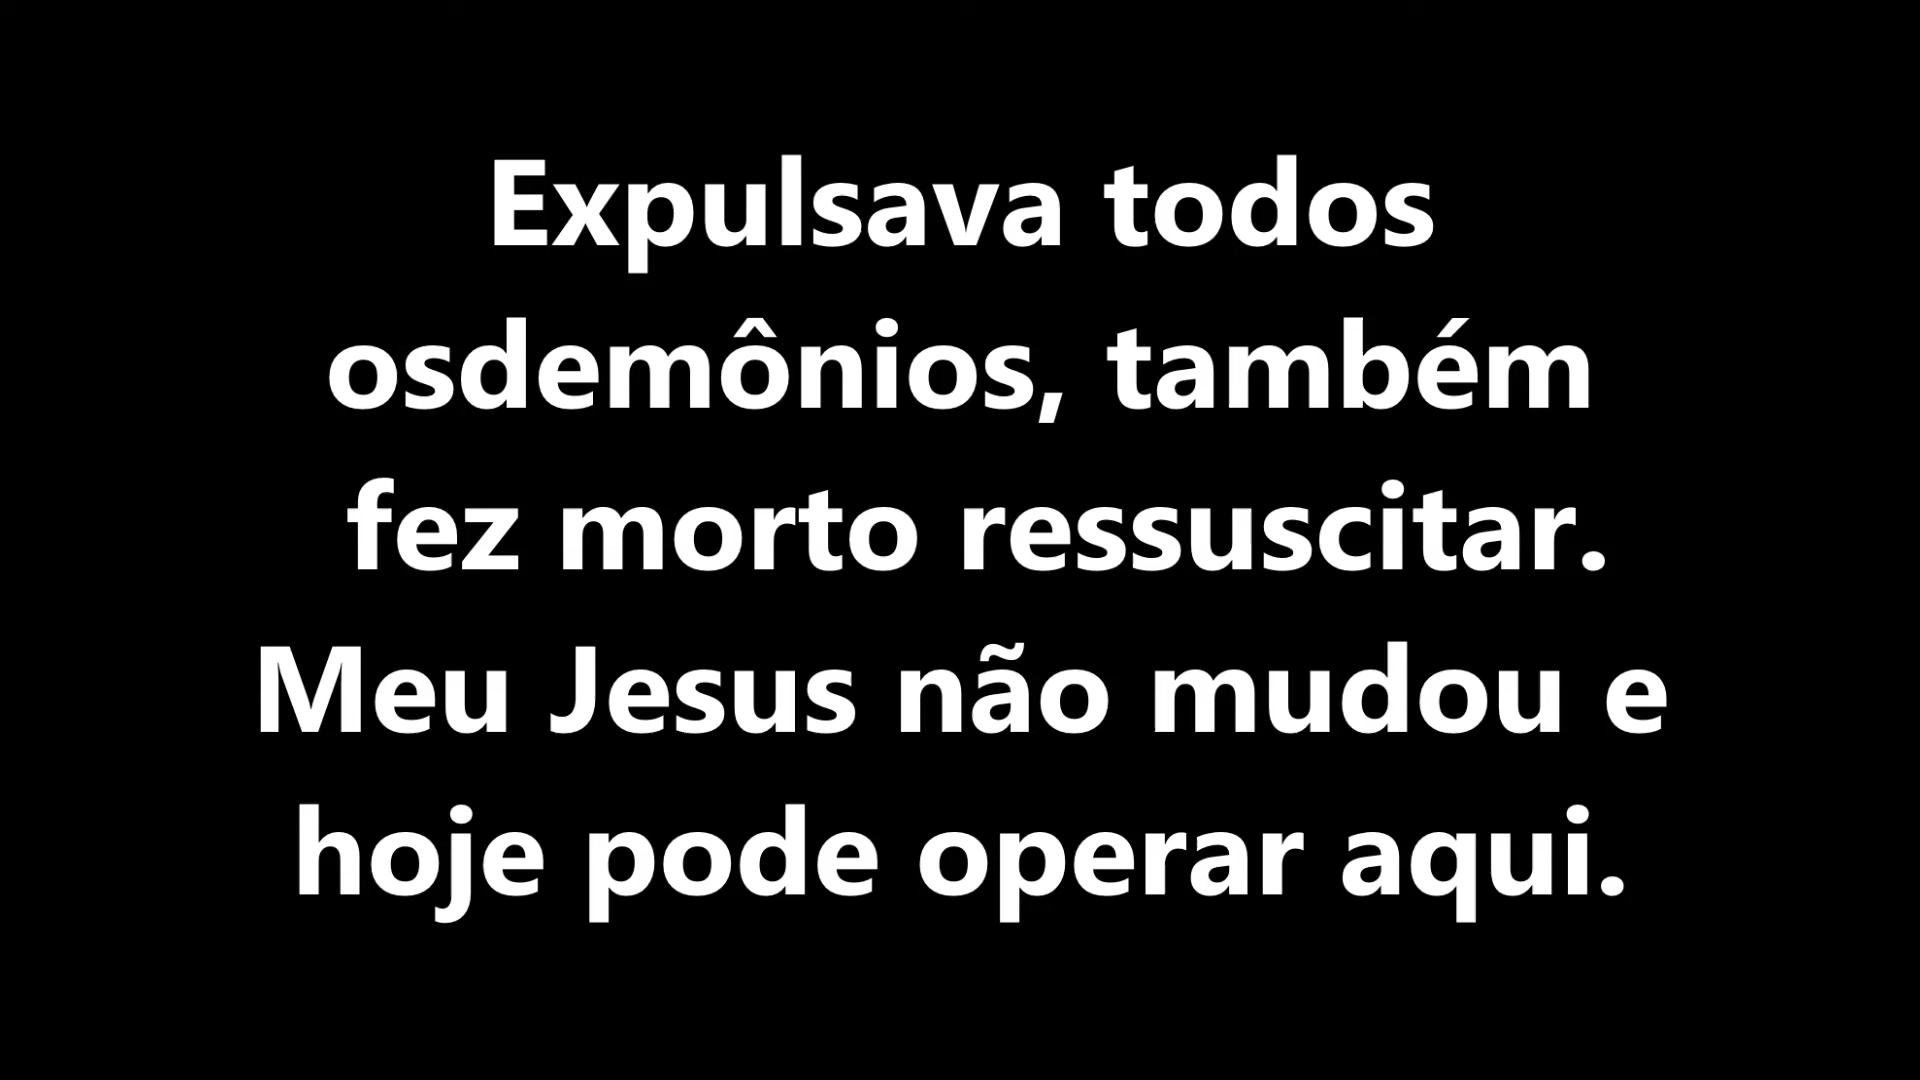 Expulsava todos
osdemônios, também
fez morto ressuscitar.
Meu Jesus não mudou e
hoje pode operar aqui.